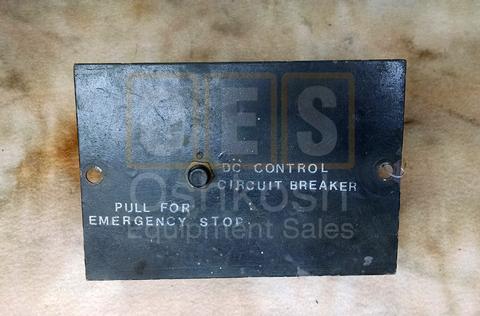 OES
DC CONTROL
CIRCUIT BREAKER
Oshkosh
PULL FOR
EMERGENCY STOP
Equipment Sales